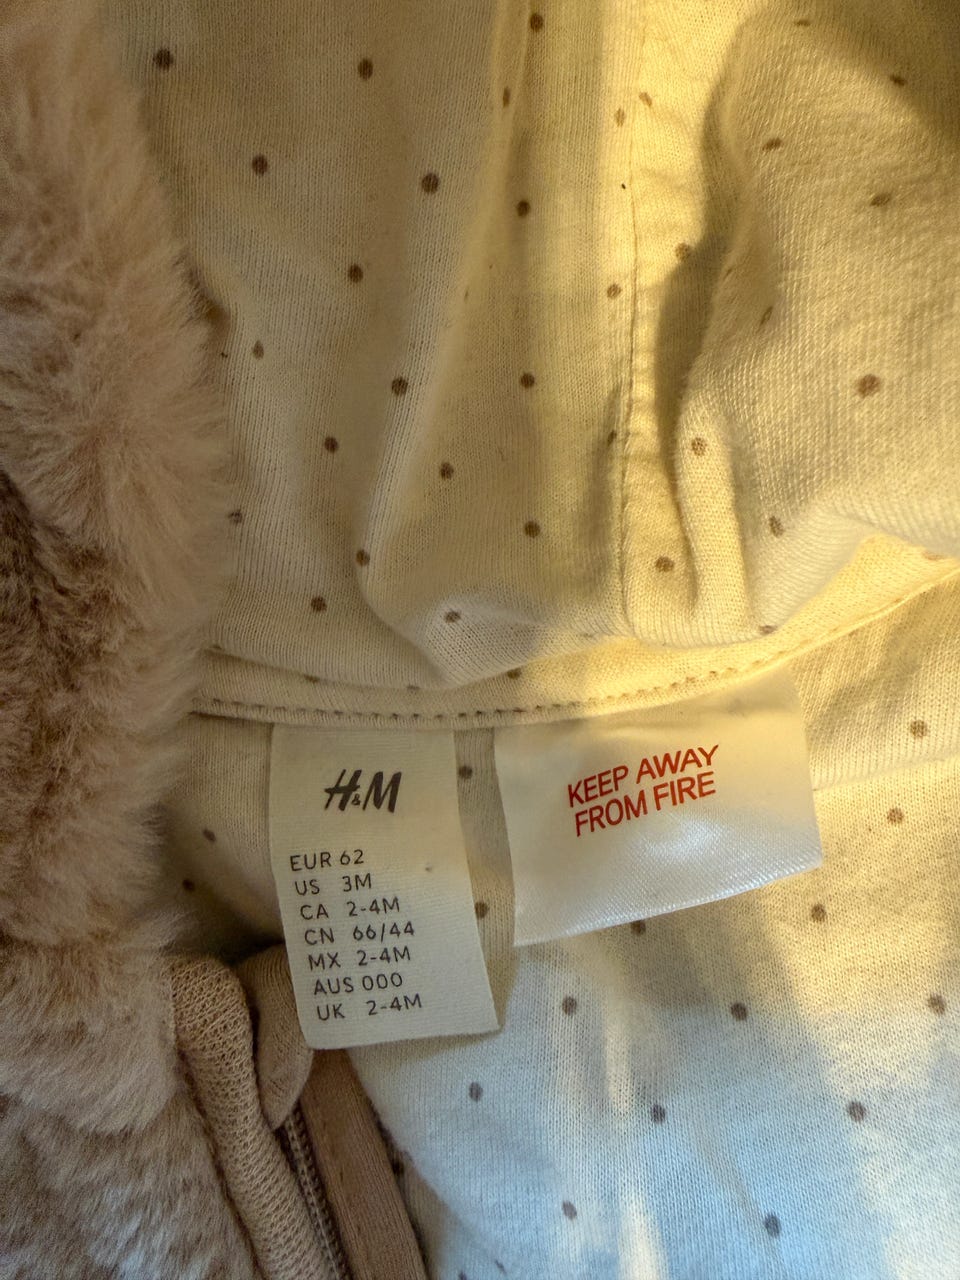 H&M
EUR 62
US 3M
CA 2-4M
CN 66/44
MX 2-4M
AUS 000
UK 2-4M
KEEP AWAY
FROM FIRE